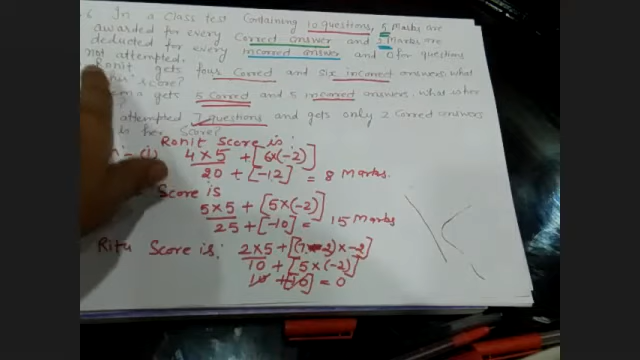 6 In a Class test Containing 10 questions, 5 Marks are
awarded for every Correct answer and 2 Marks are
deducted for every incorrect answer and 0 for questions
not attempted.
Ronit gets four Correct and six incorrect answers. what
score?
gets 5 Correct and 5 incorrect answers, what is her
?
attempted 7 questions and gets only 2 Correct answers
is her Score?
(i) Ronit Score is:
4 × 5 + [6×(-2)]
20 + [-12] = 8 Marks.
Score is
5×5 + [5×(-2)]
25 + [-10] = 15 Marks
Ritu Score is: 2×5 + [(7-2) × -2]
10 + [5 × (-2)]
10 + [-10] = 0